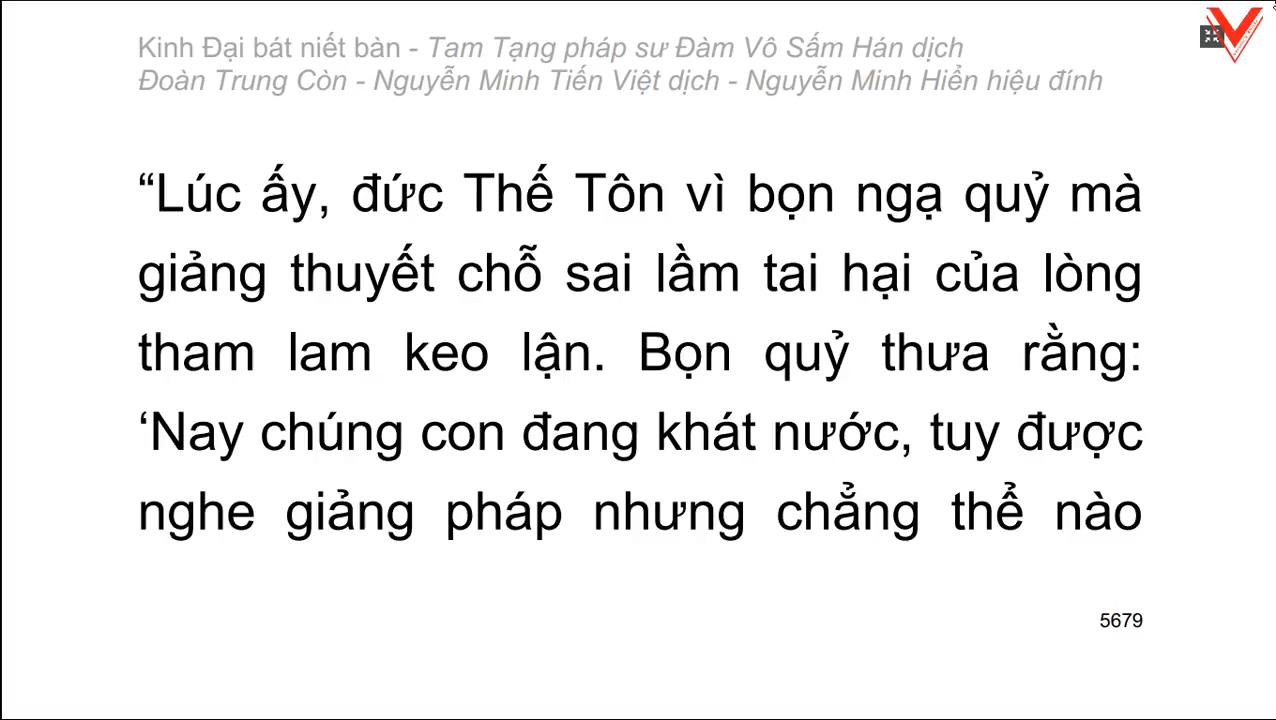 Kinh Đại bát niết bàn - Tam Tạng pháp sư Đàm Vô Sấm Hán dịch
Đoàn Trung Còn - Nguyễn Minh Tiến Việt dịch - Nguyễn Minh Hiển hiệu đính
“Lúc ấy, đức Thế Tôn vì bọn ngạ quỷ mà
giảng thuyết chỗ sai lầm tai hại của lòng
tham lam keo lận. Bọn quỷ thưa rằng:
‘Nay chúng con đang khát nước, tuy được
nghe giảng pháp nhưng chẳng thể nào
5679